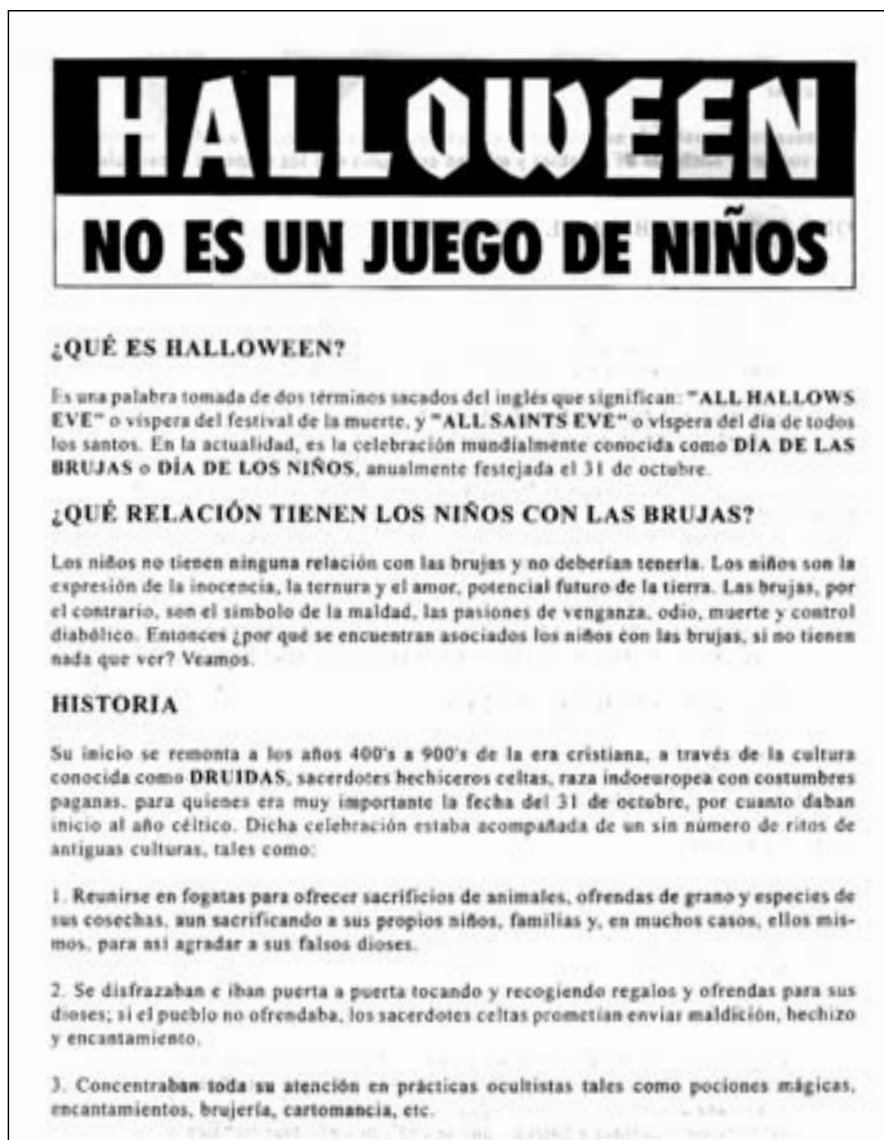 HALLOWEEN
NO ES UN JUEGO DE NIÑOS
¿QUÉ ES HALLOWEEN?
Es una palabra tomada de dos términos sacados del inglés que significan: "ALL HALLOWS
EVE" o víspera del festival de la muerte, y "ALL SAINTS EVE" o víspera del día de todos
los santos. En la actualidad, es la celebración mundialmente conocida como DÍA DE LAS
BRUJAS o DÍA DE LOS NIÑOS, anualmente festejada el 31 de octubre.
¿QUÉ RELACIÓN TIENEN LOS NIÑOS CON LAS BRUJAS?
Los niños no tienen ninguna relación con las brujas y no deberían tenerla. Los niños son la
expresión de la inocencia, la ternura y el amor, potencial futuro de la tierra. Las brujas, por
el contrario, son el símbolo de la maldad, las pasiones de venganza, odio, muerte y control
diabólico. Entonces ¿por qué se encuentran asociados los niños con las brujas, si no tienen
nada que ver? Veamos.
HISTORIA
Su inicio se remonta a los años 400's a 900's de la era cristiana, a través de la cultura
conocida como DRUIDAS, sacerdotes hechiceros celtas, raza indoeuropea con costumbres
paganas, para quienes era muy importante la fecha del 31 de octubre, por cuanto daban
inicio al año céltico. Dicha celebración estaba acompañada de un sin número de ritos de
antiguas culturas, tales como:
1. Reunirse en fogatas para ofrecer sacrificios de animales, ofrendas de grano y especies de
sus cosechas, aun sacrificando a sus propios niños, familias y, en muchos casos, ellos mis-
mos, para así agradar a sus falsos dioses.
2. Se disfrazaban e iban puerta a puerta tocando y recogiendo regalos y ofrendas para sus
dioses; si el pueblo no ofrendaba, los sacerdotes celtas prometían enviar maldición, hechizo
y encantamiento.
3. Concentraban toda su atención en prácticas ocultistas tales como pociones mágicas,
encantamientos, brujería, cartomancia, etc.